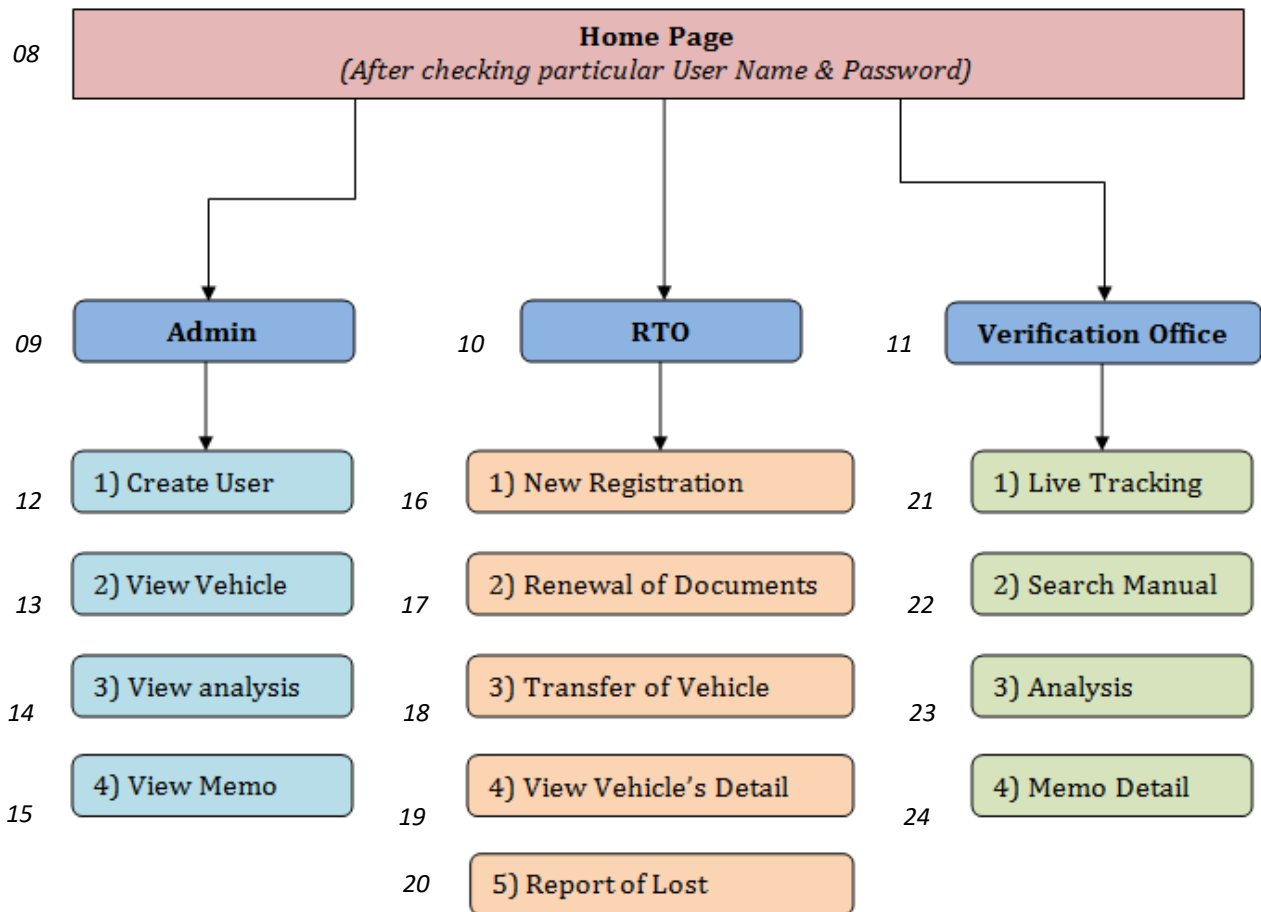 08
Home Page
(After checking particular User Name & Password)
09
Admin
10
RTO
11
Verification Office
12
1) Create User
16
1) New Registration
21
1) Live Tracking
13
2) View Vehicle
17
2) Renewal of Documents
22
2) Search Manual
14
3) View analysis
18
3) Transfer of Vehicle
23
3) Analysis
15
4) View Memo
19
4) View Vehicle’s Detail
24
4) Memo Detail
20
5) Report of Lost